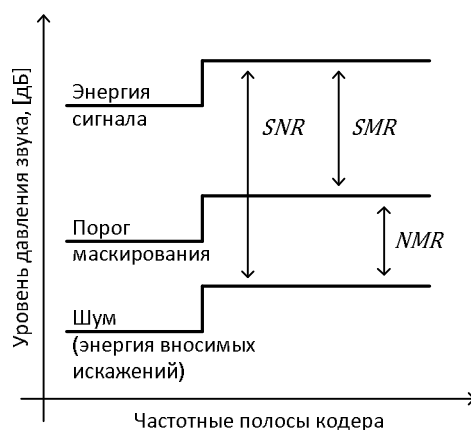 Уровень давления звука, [дБ]
Энергия
сигнала
SNR
SMR
Порог
маскирования
NMR
Шум
(энергия вносимых
искажений)
Частотные полосы кодера